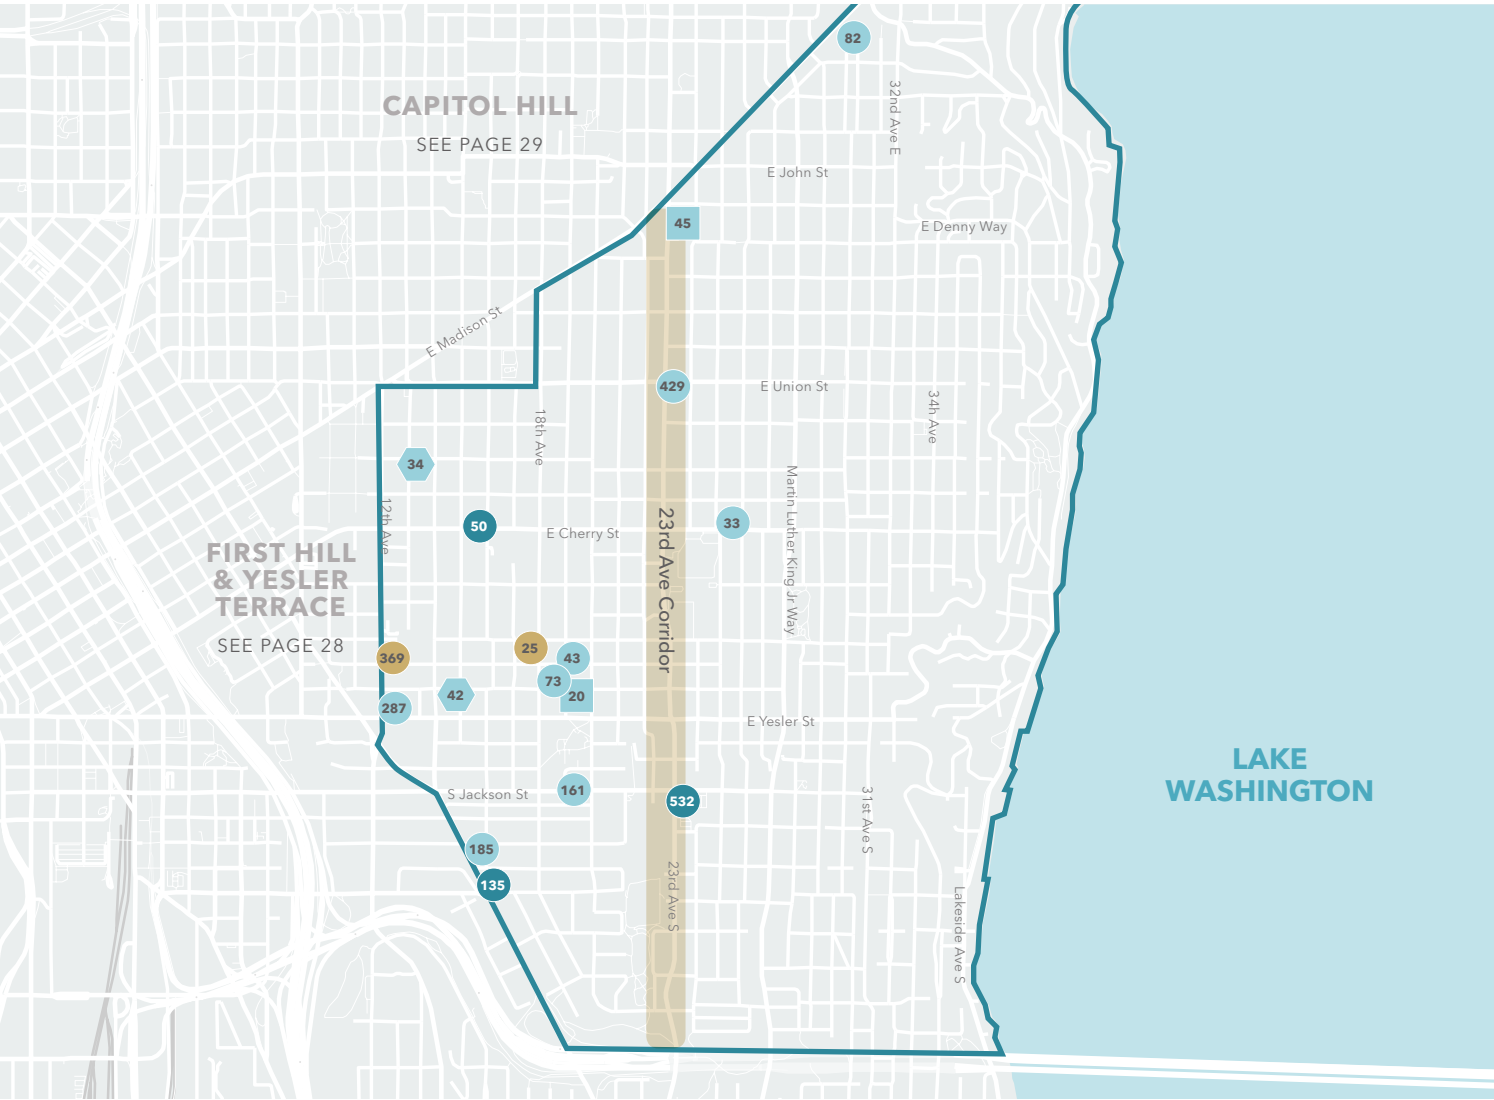 82
32nd Ave E
CAPITOL HILL
SEE PAGE 29
E John St
45
E Denny Way
E Madison St
429
E Union St
34h Ave
18th Ave
34
12th Ave
50
E Cherry St
23rd Ave Corridor
33
Martin Luther King Jr Way
FIRST HILL
& YESLER
TERRACE
SEE PAGE 28
369
25
43
73
20
42
287
E Yesler St
LAKE
WASHINGTON
S Jackson St
161
532
31st Ave S
185
135
23rd Ave S
Lakeside Ave S